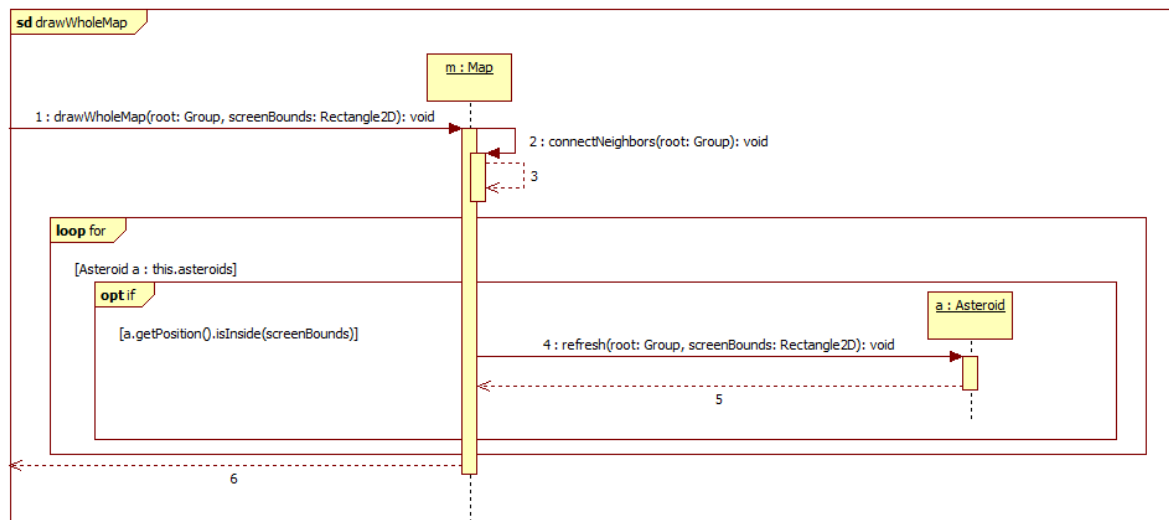 sd drawWholeMap
m : Map
1 : drawWholeMap(root: Group, screenBounds: Rectangle2D): void
2 : connectNeighbors(root: Group): void
3
loop for
[Asteroid a : this.asteroids]
opt if
a : Asteroid
[a.getPosition().isInside(screenBounds)]
4 : refresh(root: Group, screenBounds: Rectangle2D): void
5
6